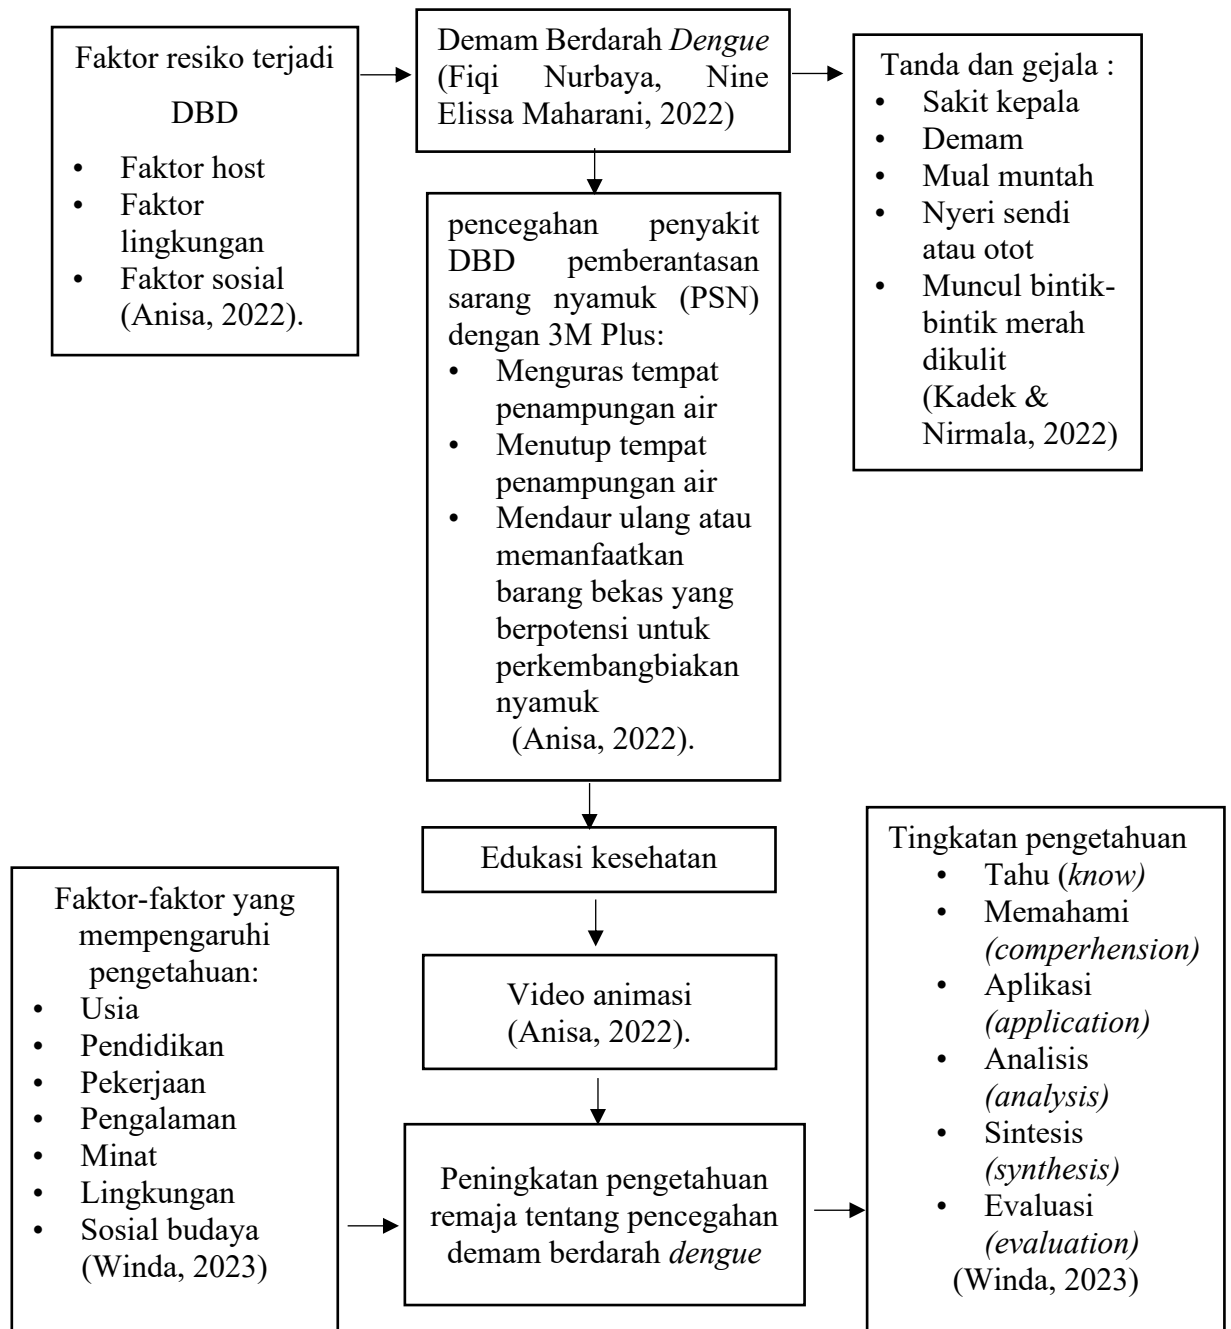 Faktor resiko terjadi
DBD
• Faktor host
• Faktor
lingkungan
• Faktor sosial
(Anisa, 2022).
Demam Berdarah Dengue
(Fiqi Nurbaya, Nine
Elissa Maharani, 2022)
Tanda dan gejala :
• Sakit kepala
• Demam
• Mual muntah
• Nyeri sendi
atau otot
• Muncul bintik-
bintik merah
dikulit
(Kadek &
Nirmala, 2022)
pencegahan penyakit
DBD pemberantasan
sarang nyamuk (PSN)
dengan 3M Plus:
• Menguras tempat
penampungan air
• Menutup tempat
penampungan air
• Mendaur ulang atau
memanfaatkan
barang bekas yang
berpotensi untuk
perkembangbiakan
nyamuk
(Anisa, 2022).
Edukasi kesehatan
Video animasi
(Anisa, 2022).
Faktor-faktor yang
mempengaruhi
pengetahuan:
• Usia
• Pendidikan
• Pekerjaan
• Pengalaman
• Minat
• Lingkungan
• Sosial budaya
(Winda, 2023)
Peningkatan pengetahuan
remaja tentang pencegahan
demam berdarah dengue
Tingkatan pengetahuan
• Tahu (know)
• Memahami
(comperhension)
• Aplikasi
(application)
• Analisis
(analysis)
• Sintesis
(synthesis)
• Evaluasi
(evaluation)
(Winda, 2023)